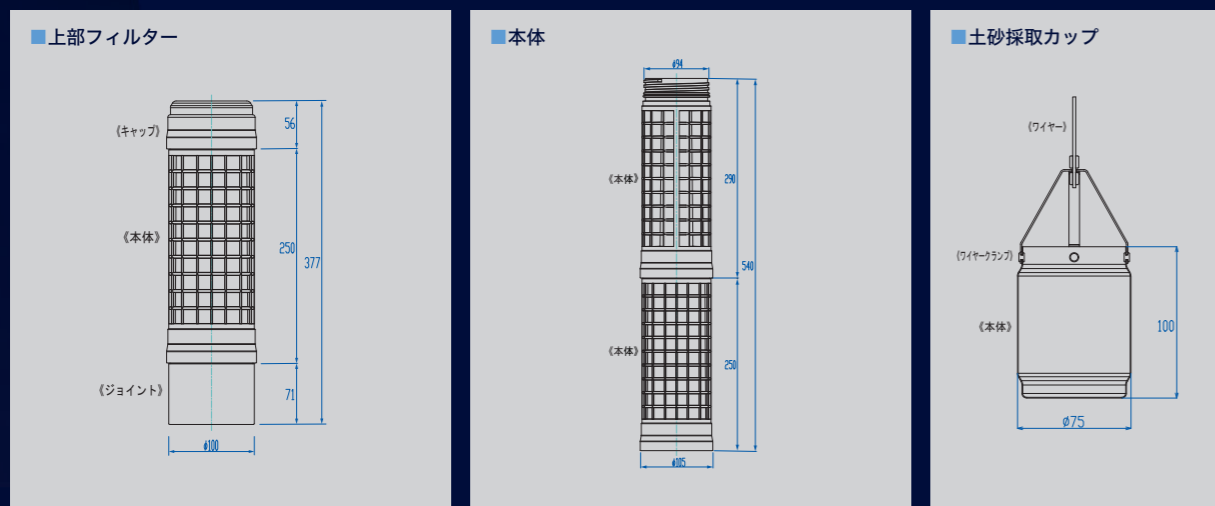 ■上部フィルター
《キャップ》
56
《本体》
250
377
《ジョイント》
71
φ100
■本体
φ94
《本体》
290
540
《本体》
250
φ105
■土砂採取カップ
《ワイヤー》
《ワイヤークランプ》
《本体》
100
φ75